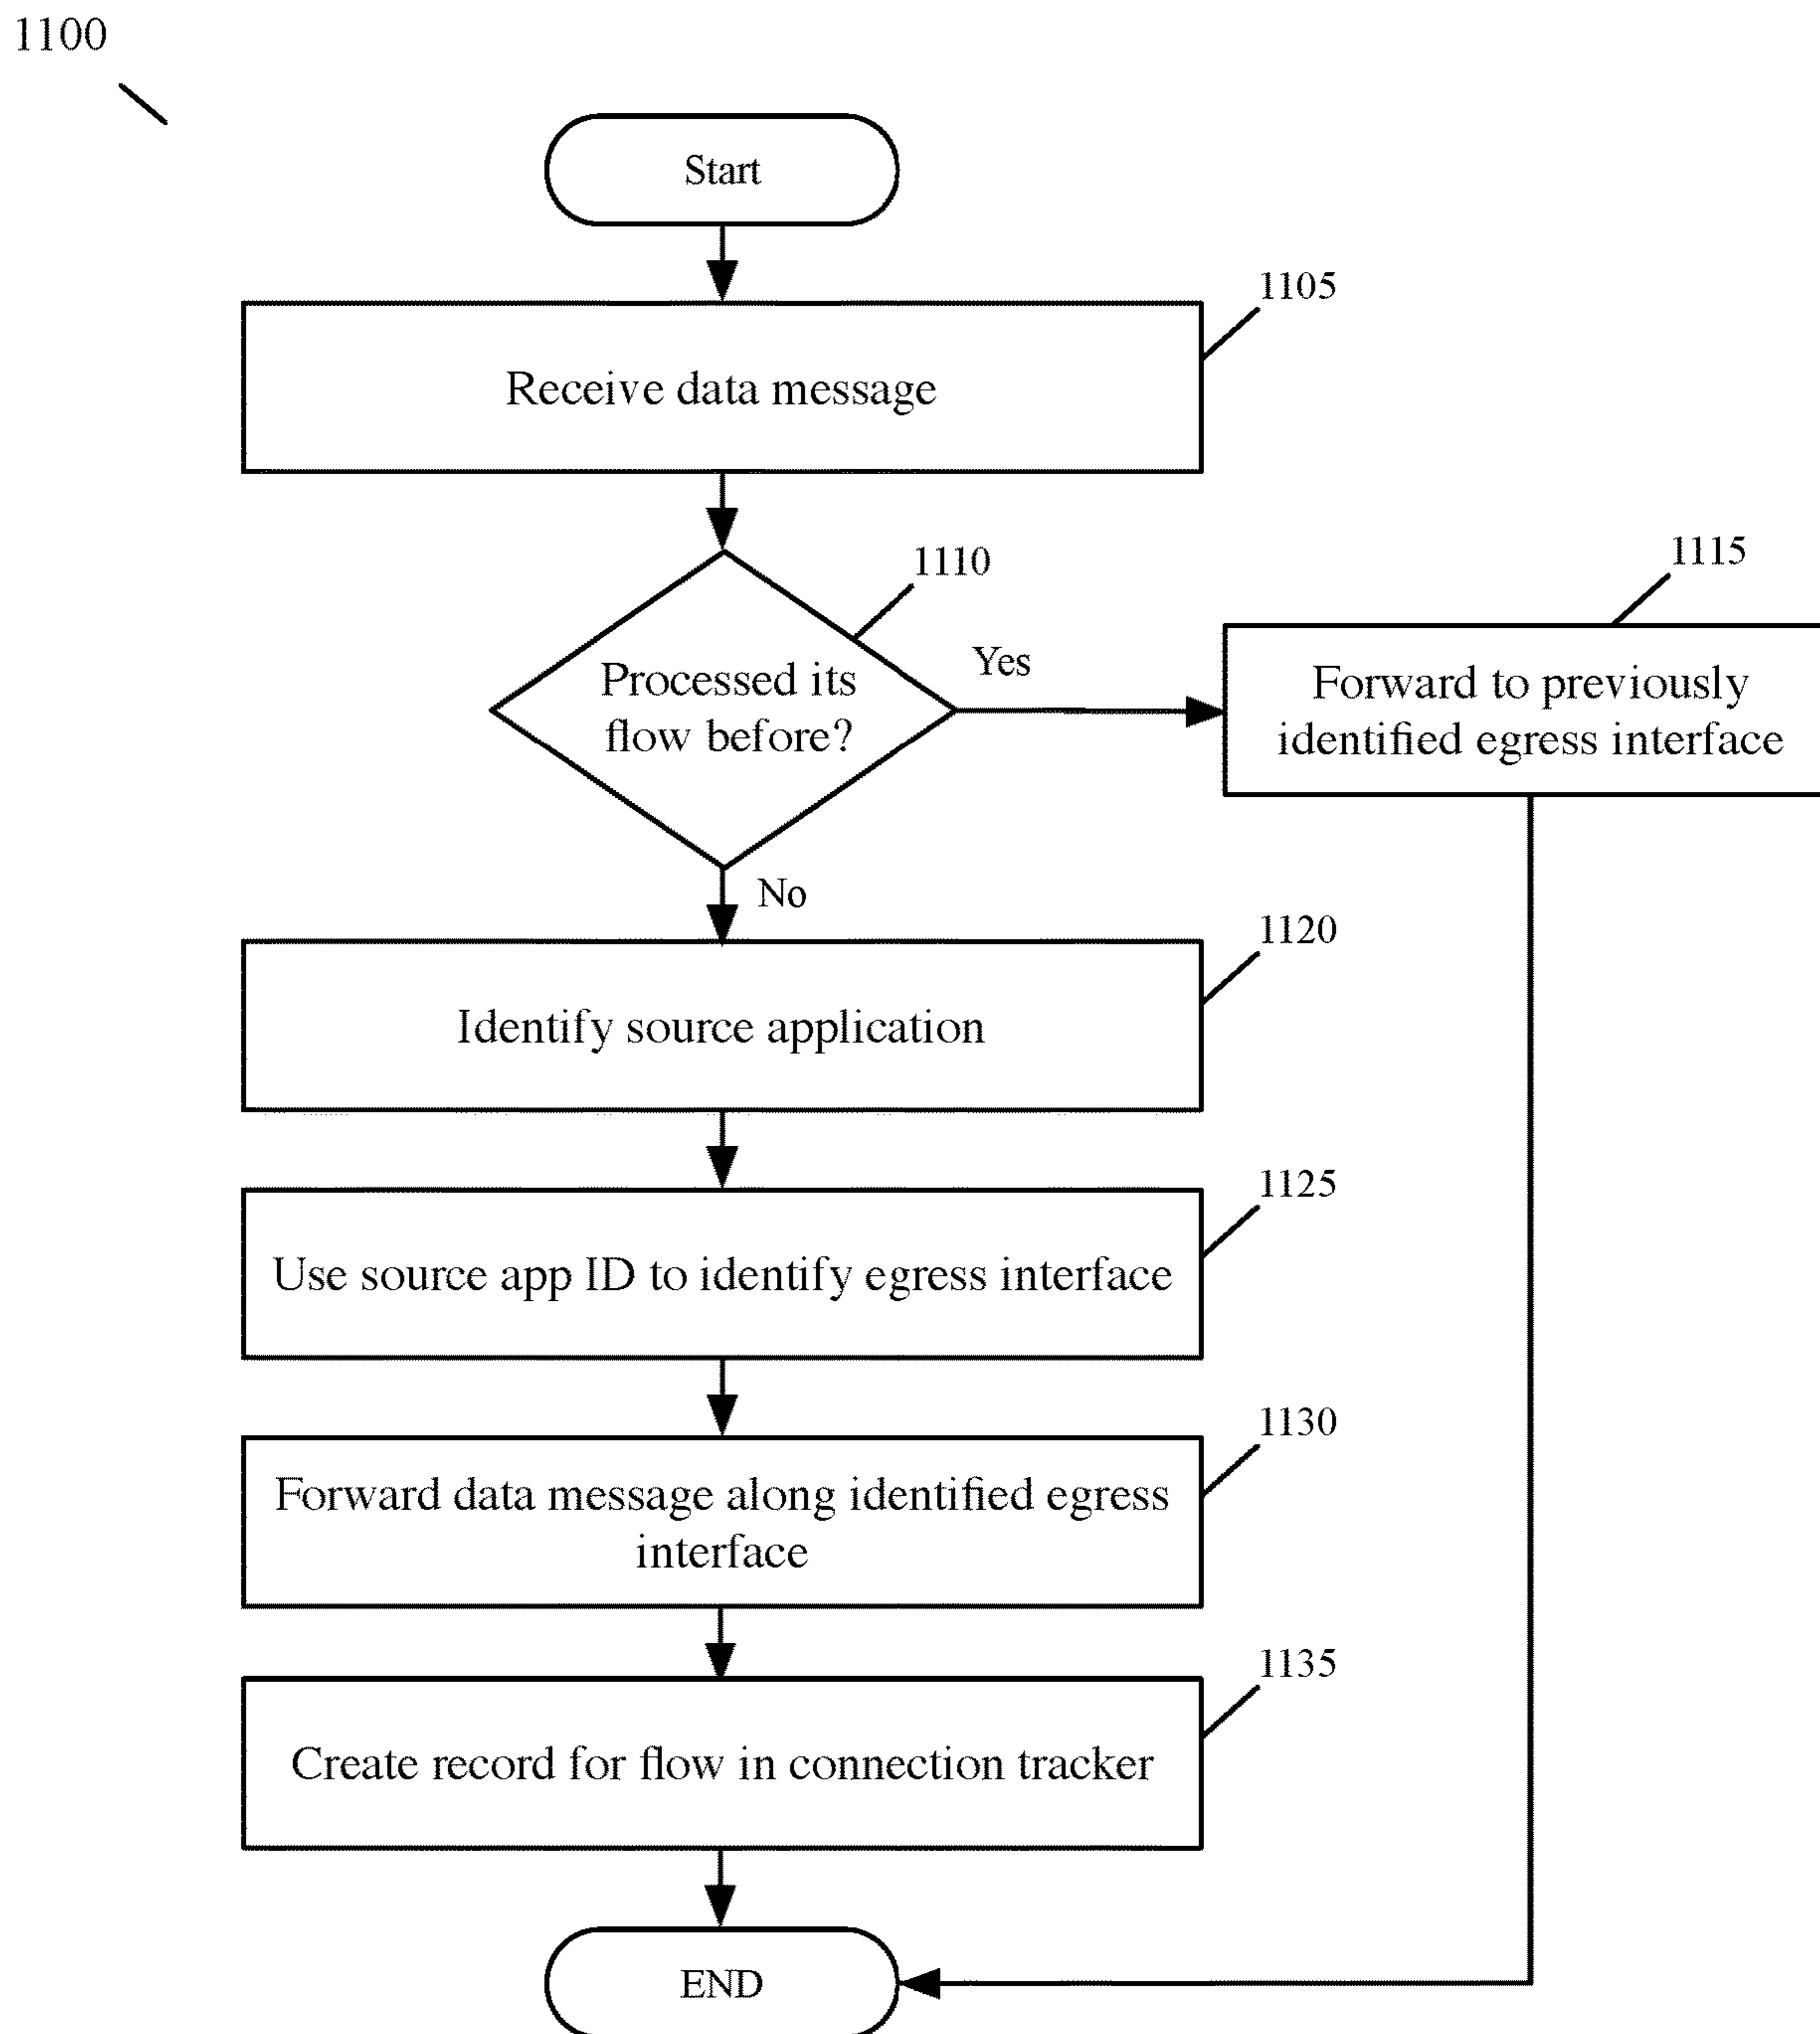 1100
Start
1105
Receive data message
1110
Processed its
flow before?
Yes
1115
Forward to previously
identified egress interface
No
1120
Identify source application
1125
Use source app ID to identify egress interface
1130
Forward data message along identified egress
interface
1135
Create record for flow in connection tracker
END